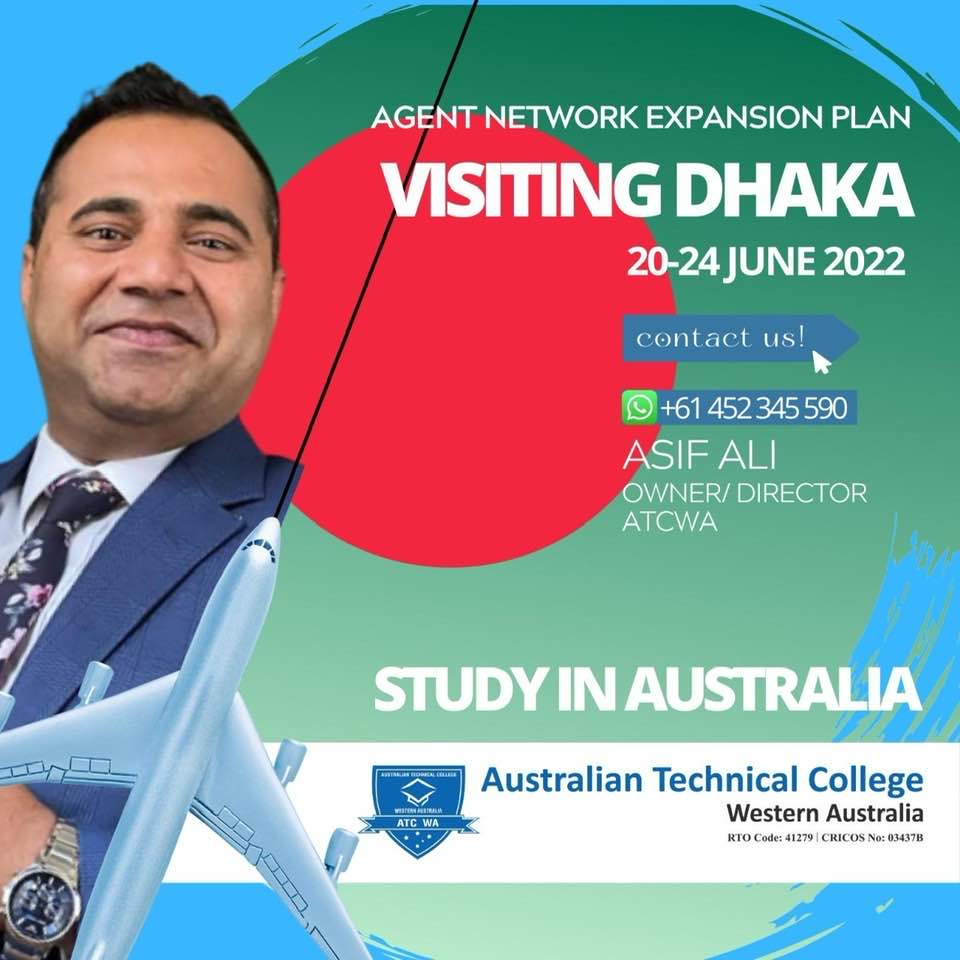 AGENT NETWORK EXPANSION PLAN
VISITING DHAKA
20-24 JUNE 2022
contact us!
+61 452 345 590
ASIF ALI
OWNER/ DIRECTOR
ATCWA
STUDY IN AUSTRALIA
AUSTRALIAN TECHNICAL COLLEGE
WESTERN AUSTRALIA
ATC WA
Australian Technical College
Western Australia
RTO Code: 41279 | CRICOS No: 03437B